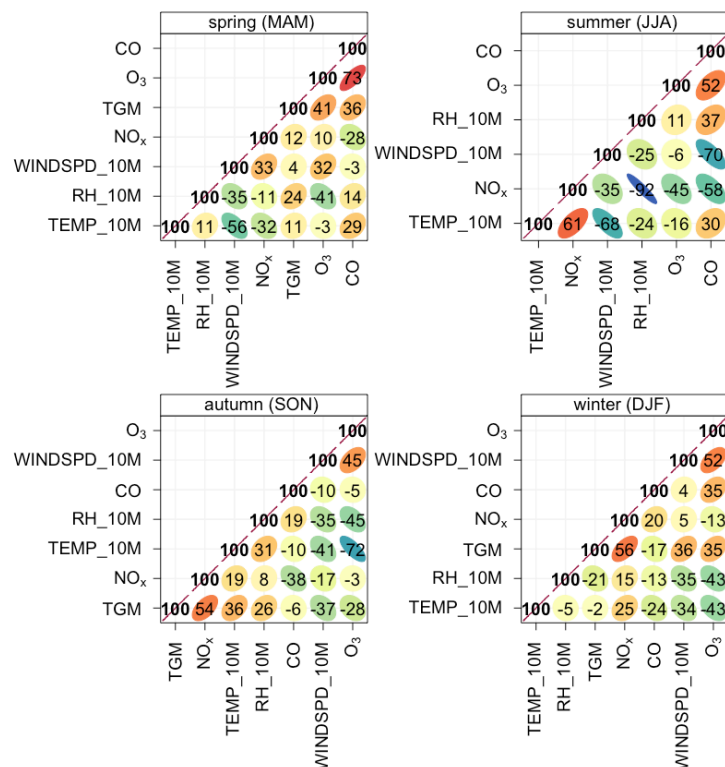 spring (MAM)
CO 100
O3 100 73
TGM 100 41 36
NOx 100 12 10 -28
WINDSPD_10M 100 33 4 32 -3
RH_10M 100 -35 -11 24 -41 14
TEMP_10M 100 11 -56 -32 11 -3 29
TEMP_10M
RH_10M
WINDSPD_10M
NOx
TGM
O3
CO
summer (JJA)
CO 100
O3 100 52
RH_10M 100 11 37
WINDSPD_10M 100 -25 -6 -70
NOx 100 -35 -92 -45 -58
TEMP_10M 100 61 -68 -24 -16 30
TEMP_10M
NOx
WINDSPD_10M
RH_10M
O3
CO
autumn (SON)
O3 100
WINDSPD_10M 100 45
CO 100 -10 -5
RH_10M 100 19 -35 -45
TEMP_10M 100 31 -10 -41 -72
NOx 100 19 8 -38 -17 -3
TGM 100 54 36 26 -6 -37 -28
TGM
NOx
TEMP_10M
RH_10M
CO
WINDSPD_10M
O3
winter (DJF)
O3 100
WINDSPD_10M 100 52
CO 100 4 35
NOx 100 20 5 -13
TGM 100 56 -17 36 35
RH_10M 100 -21 15 -13 -35 -43
TEMP_10M 100 -5 -2 25 -24 -34 -43
TEMP_10M
RH_10M
TGM
NOx
CO
WINDSPD_10M
O3